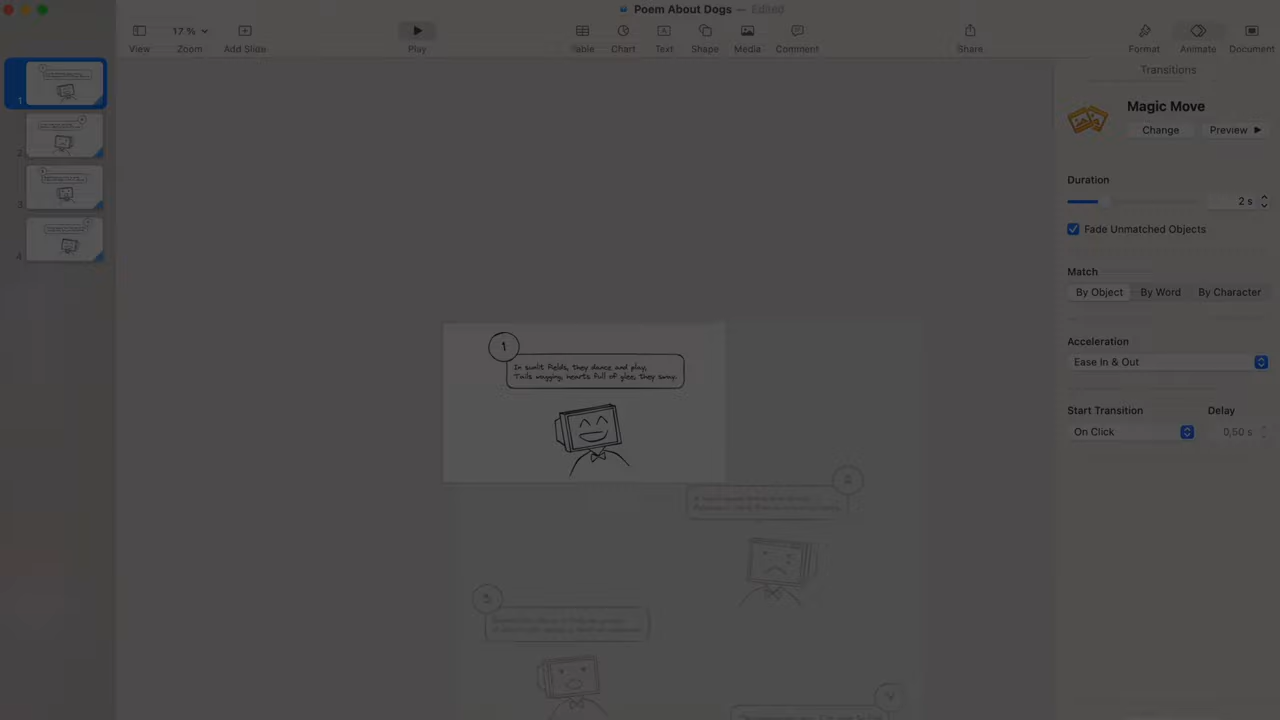 Poem About Dogs — Edited
17 %
View
Zoom
Add Slide
Play
Table
Chart
Text
Shape
Media
Comment
Share
Format
Animate
Document
Transitions
Magic Move
Change
Preview
Duration
2 s
Fade Unmatched Objects
Match
By Object
By Word
By Character
Acceleration
Ease In & Out
Start Transition
Delay
On Click
0,50 s
1
2
3
4
1
In sunlit fields, they dance and play,
Tails wagging, hearts full of glee, they sway.